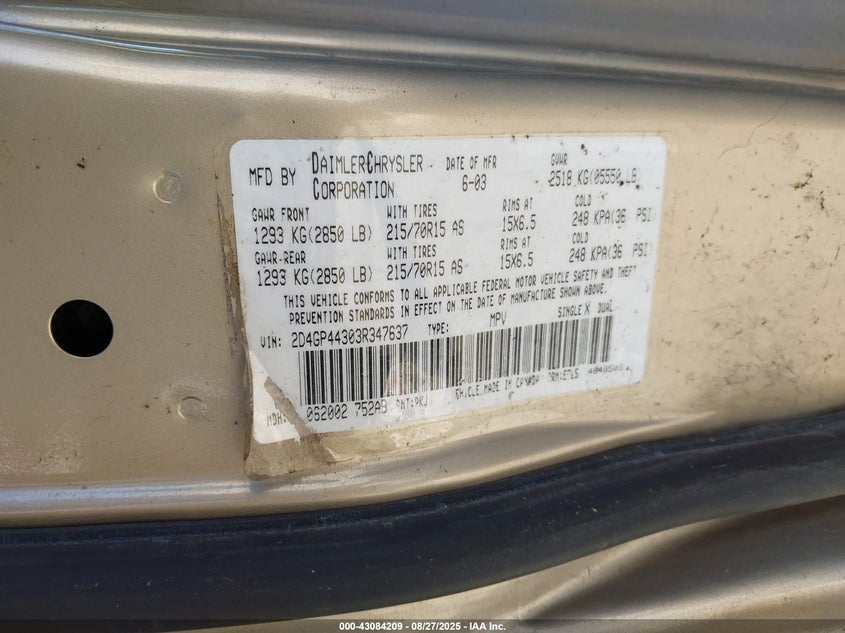 MFD BY DAIMLERCHRYSLER CORPORATION DATE OF MFR 6-03 GVWR 2518 KG(05550 LB)
GAWR FRONT WITH TIRES RIMS AT COLD
1293 KG(2850 LB) 215/70R15 AS 15X6.5 248 KPA(36 PSI)
GAWR-REAR WITH TIRES RIMS AT COLD
1293 KG(2850 LB) 215/70R15 AS 15X6.5 248 KPA(36 PSI)
THIS VEHICLE CONFORMS TO ALL APPLICABLE FEDERAL MOTOR VEHICLE SAFETY AND THEFT
PREVENTION STANDARDS IN EFFECT ON THE DATE OF MANUFACTURE SHOWN ABOVE.
VIN: 2D4GP44303R347637 TYPE: MPV SINGLE X DUAL
MDH: 062002 752AB MADE IN
000-43084209 - 08/27/2025 - IAA Inc.